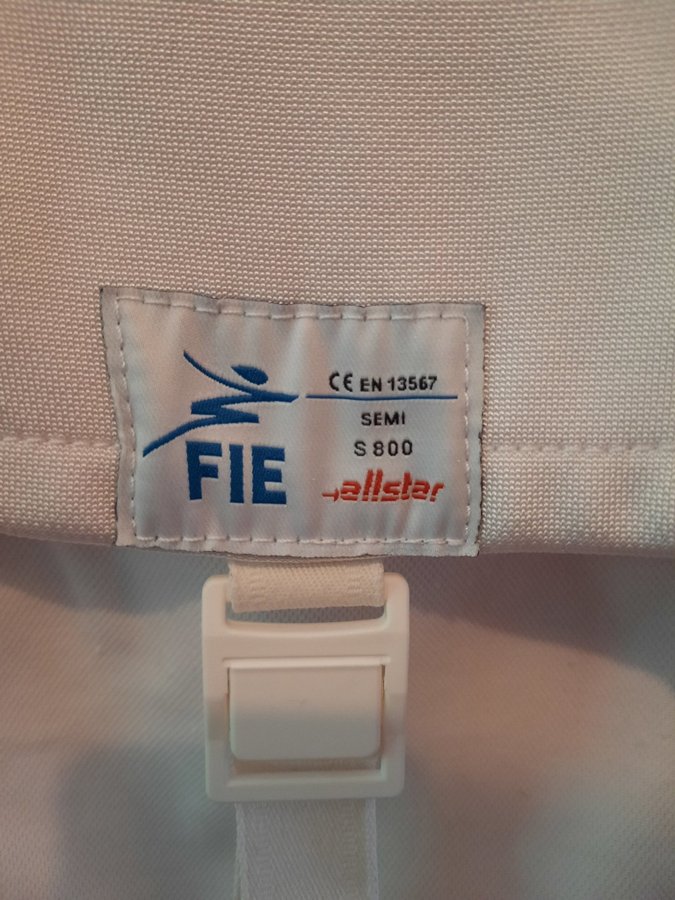 CE EN 13567
SEMI
S 800
FIE
allstar